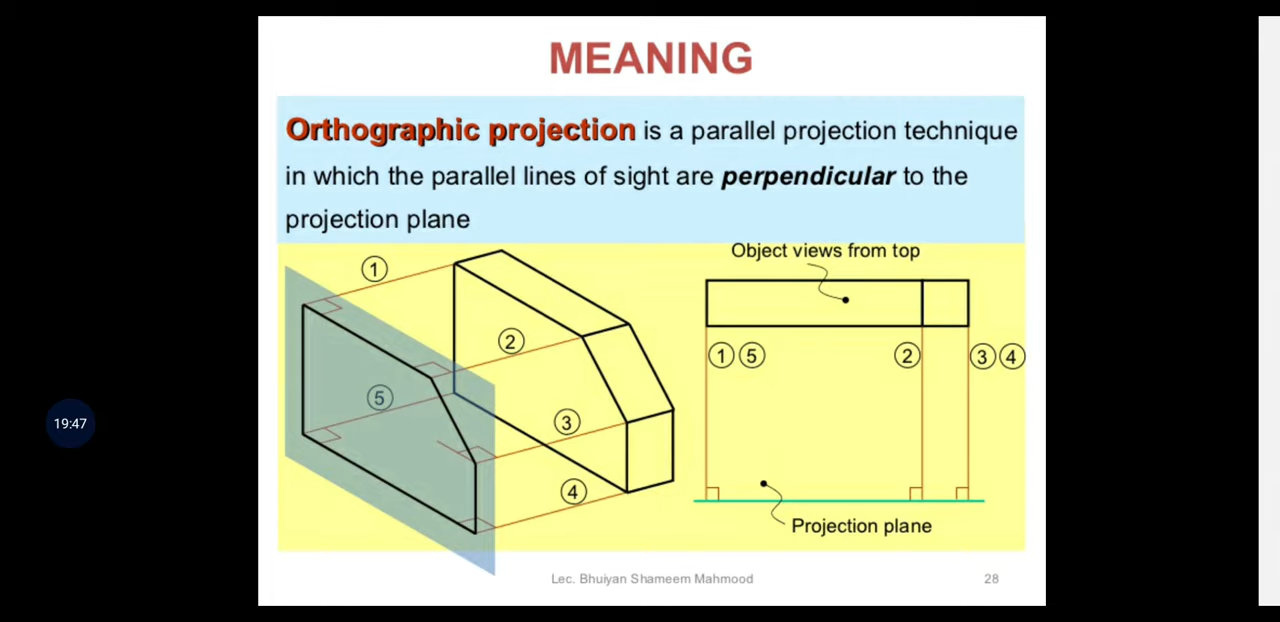 MEANING
Orthographic projection is a parallel projection technique
in which the parallel lines of sight are perpendicular to the
projection plane
Object views from top
1
2
5
3
4
1 5
2
3 4
Projection plane
19:47
Lec. Bhuiyan Shameem Mahmood
28